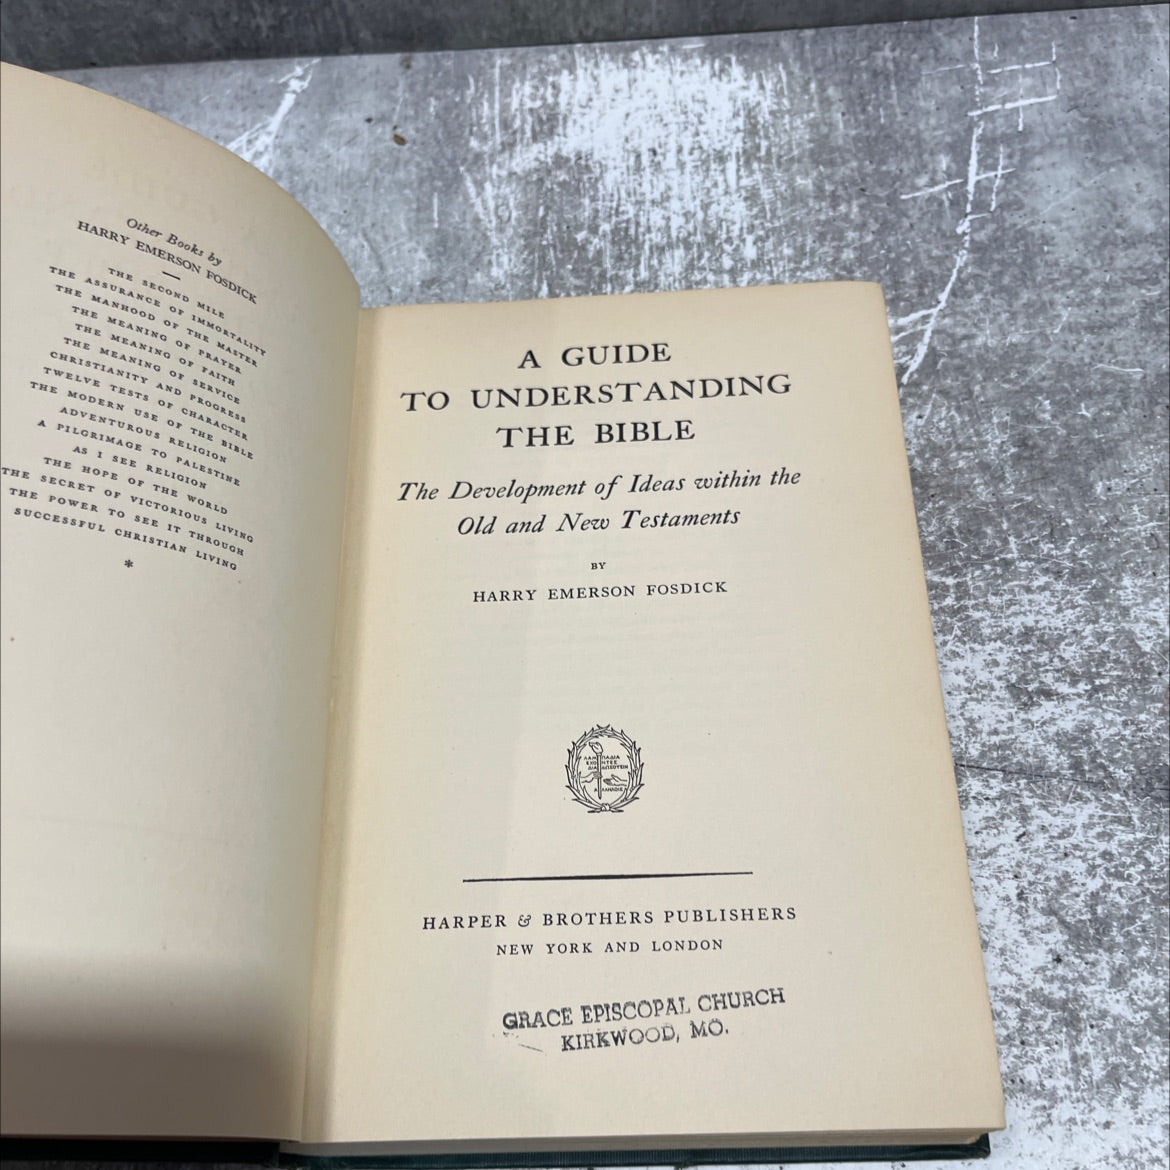 Other Books by
HARRY EMERSON FOSDICK
THE SECOND MILE
THE ASSURANCE OF IMMORTALITY
THE MANHOOD OF THE MASTER
THE MEANING OF PRAYER
THE MEANING OF FAITH
THE MEANING OF SERVICE
CHRISTIANITY AND PROGRESS
TWELVE TESTS OF CHARACTER
THE MODERN USE OF THE BIBLE
ADVENTUROUS RELIGION
A PILGRIMAGE TO PALESTINE
AS I SEE RELIGION
THE HOPE OF THE WORLD
THE SECRET OF VICTORIOUS LIVING
THE POWER TO SEE IT THROUGH
SUCCESSFUL CHRISTIAN LIVING
*
A GUIDE
TO UNDERSTANDING
THE BIBLE
The Development of Ideas within the
Old and New Testaments
BY
HARRY EMERSON FOSDICK
HARPER & BROTHERS PUBLISHERS
NEW YORK AND LONDON
GRACE EPISCOPAL CHURCH
KIRKWOOD, MO.